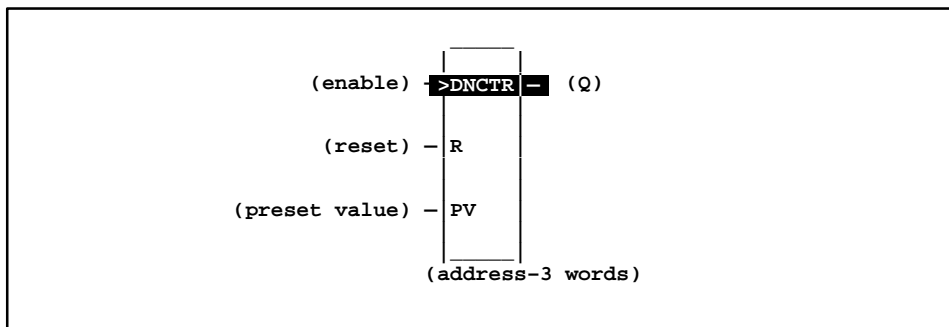 (enable) >DNCTR (Q)
(reset) R
(preset value) PV
(address-3 words)